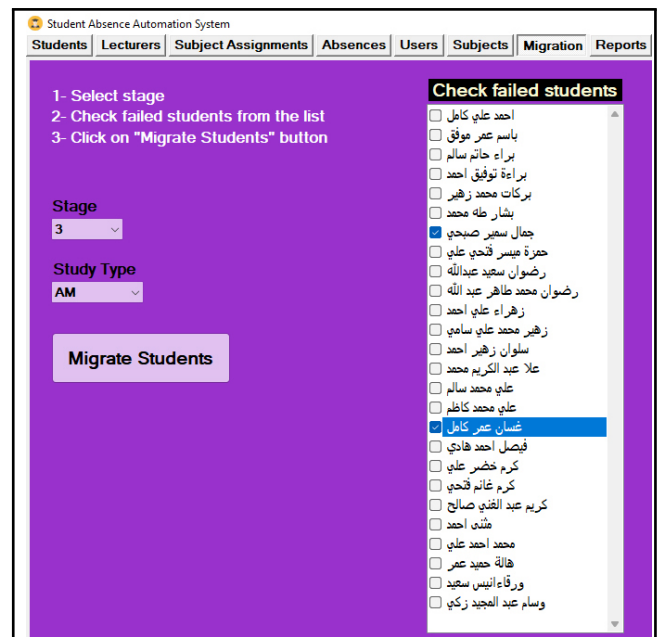 Student Absence Automation System
Students Lecturers Subject Assignments Absences Users Subjects Migration Reports
1- Select stage
2- Check failed students from the list
3- Click on "Migrate Students" button
Stage
3
Study Type
AM
Migrate Students
Check failed students
احمد علي كامل
باسم عمر موفق
براء حاتم سالم
براءة توفيق احمد
بركات محمد زهير
بشار طه محمد
جمال سمير صبحي
حمزة ميسر فتحي علي
رضوان سعيد عبدالله
رضوان محمد طاهر عبد الله
زهراء علي احمد
زهير محمد علي سامي
سلوان زهير احمد
علا عبد الكريم محمد
علي محمد سالم
علي محمد كاظم
غسان عمر كامل
فيصل احمد هادي
كرم خضر علي
كرم غانم فتحي
كريم عبد الغني صالح
مثنى احمد
محمد احمد علي
هالة حميد عمر
ورقاءانيس سعيد
وسام عبد المجيد زكي